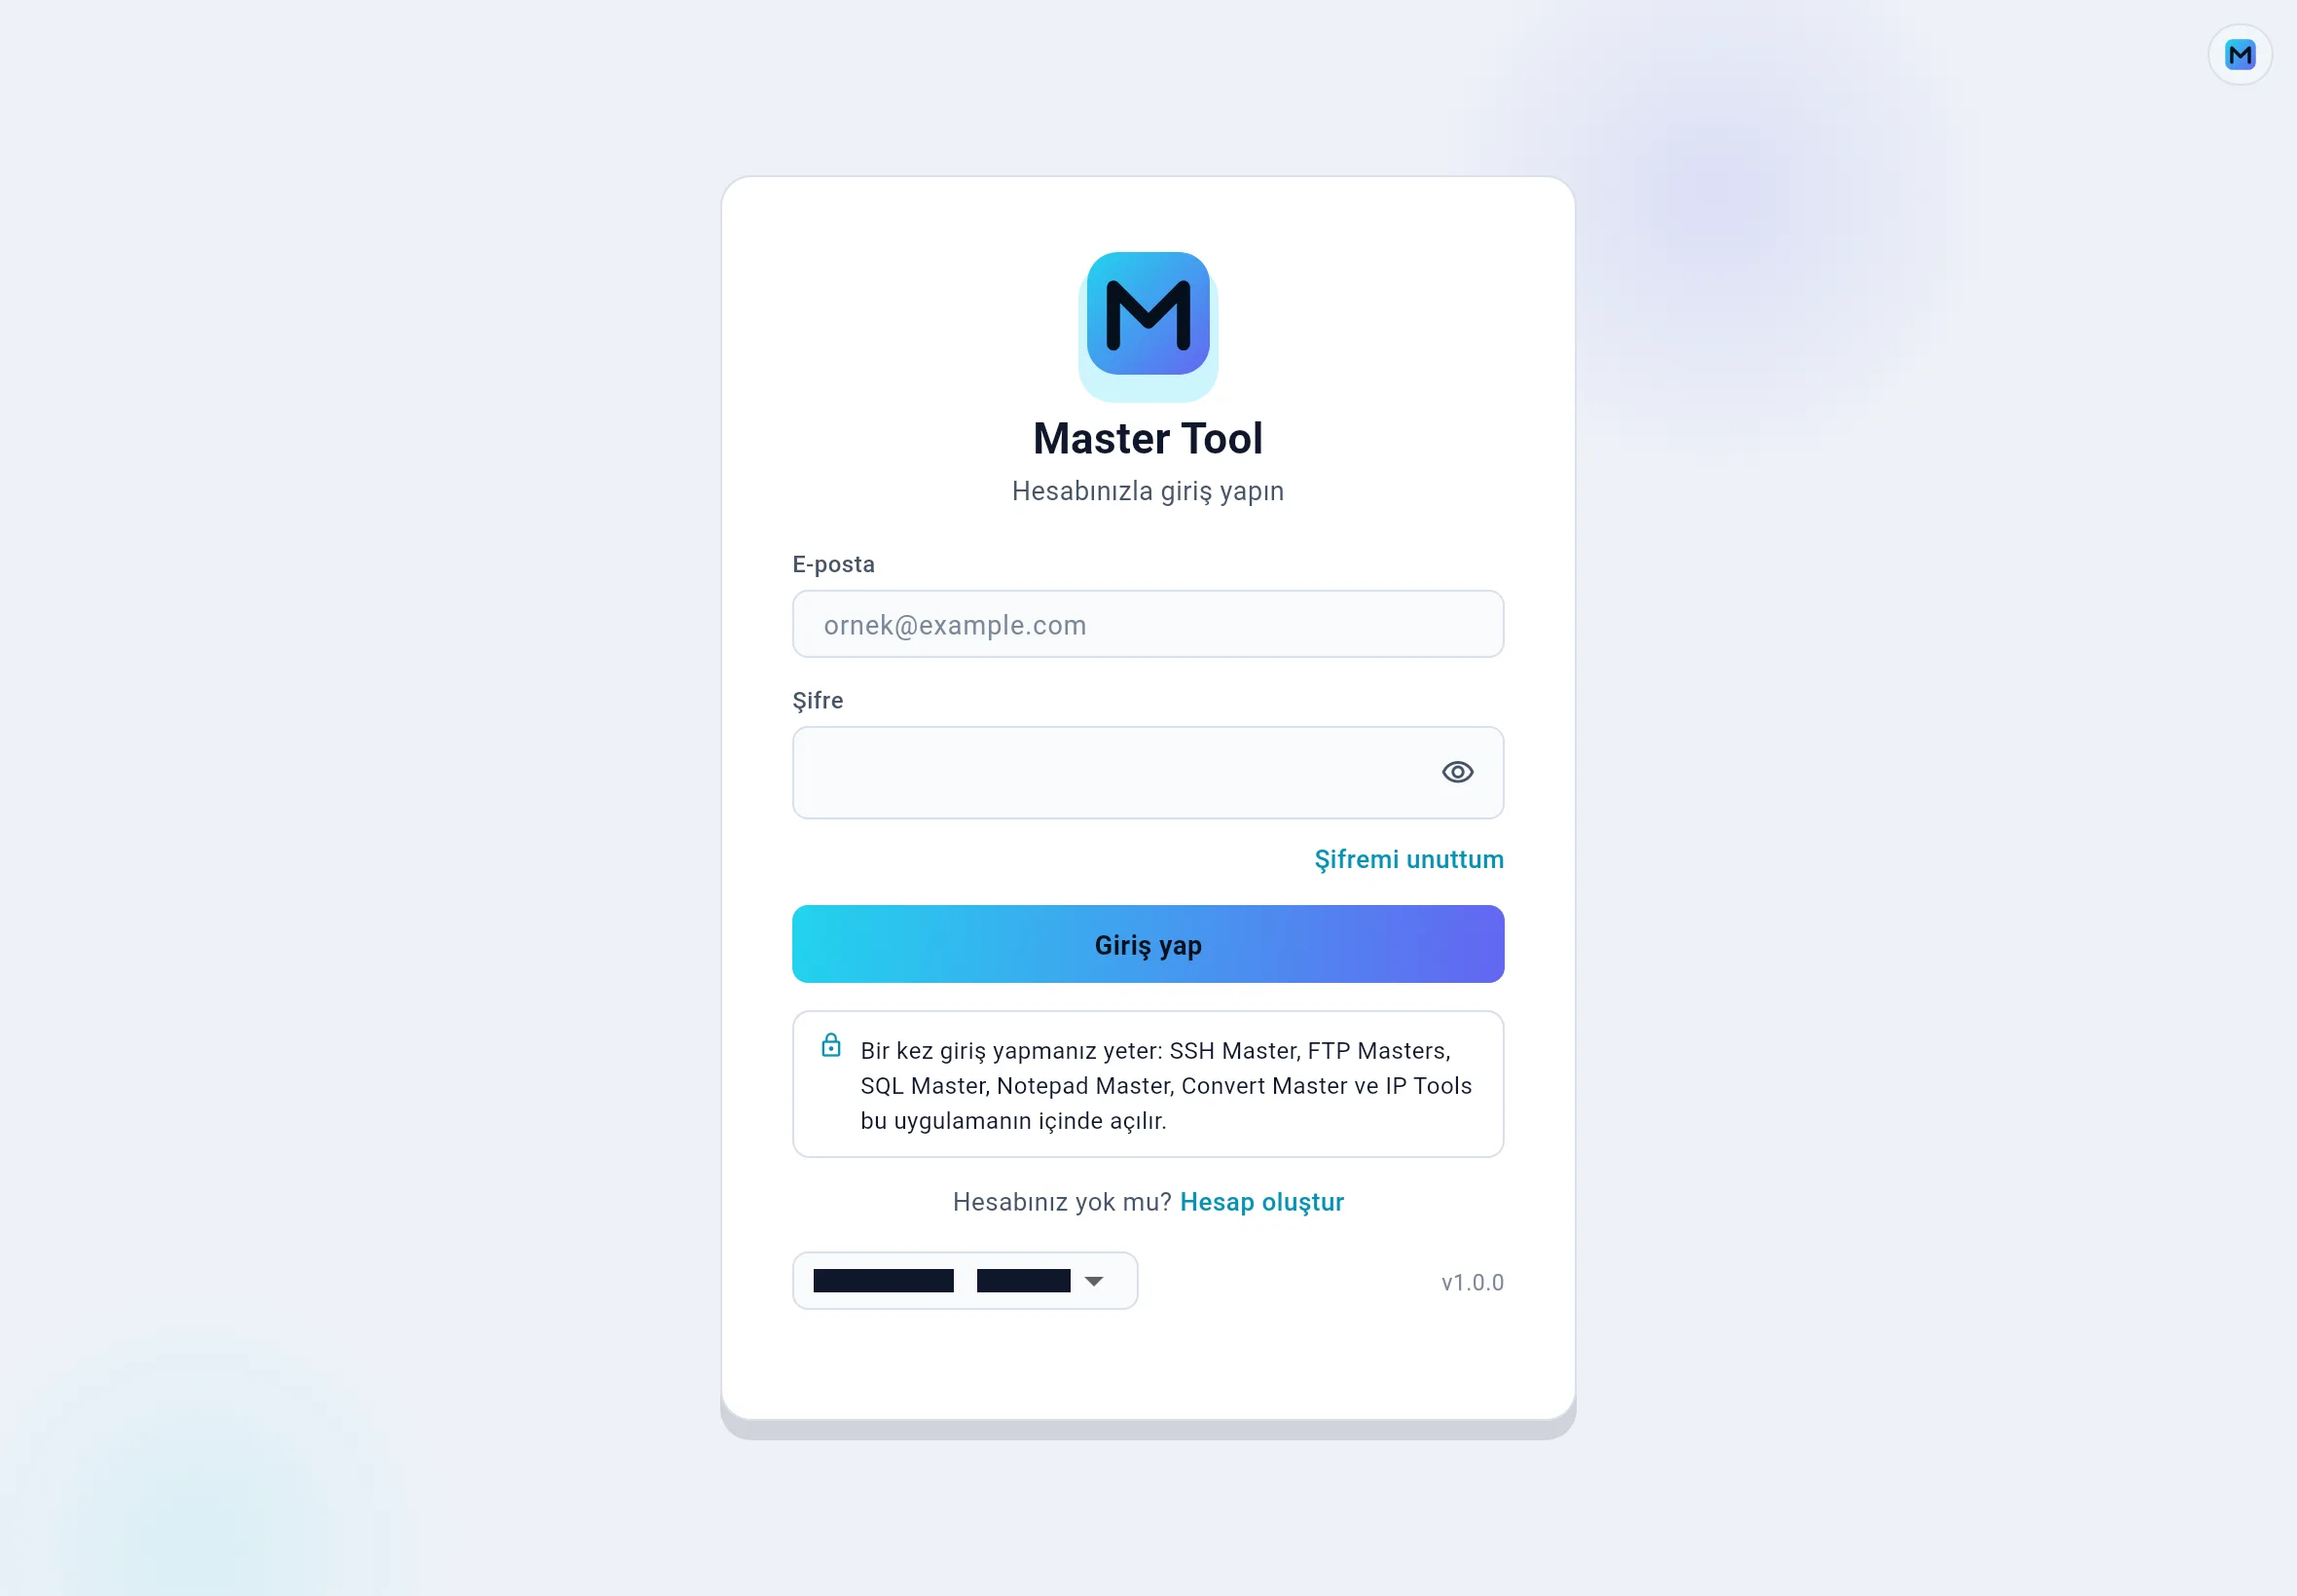 M
M
Master Tool
Hesabınızla giriş yapın
E-posta
ornek@example.com
Şifre
Şifremi unuttum
Giriş yap
Bir kez giriş yapmanız yeter: SSH Master, FTP Masters,
SQL Master, Notepad Master, Convert Master ve IP Tools
bu uygulamanın içinde açılır.
Hesabınız yok mu? Hesap oluştur
v1.0.0